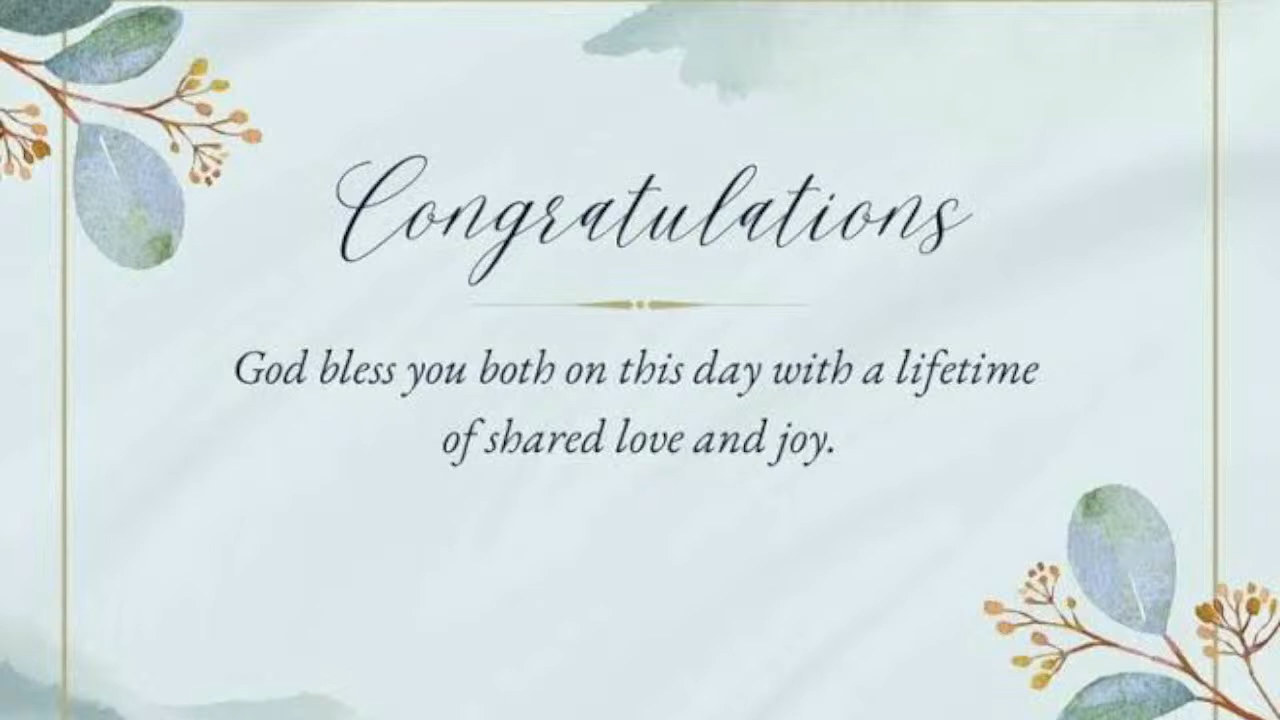 Congratulations
God bless you both on this day with a lifetime
of shared love and joy.